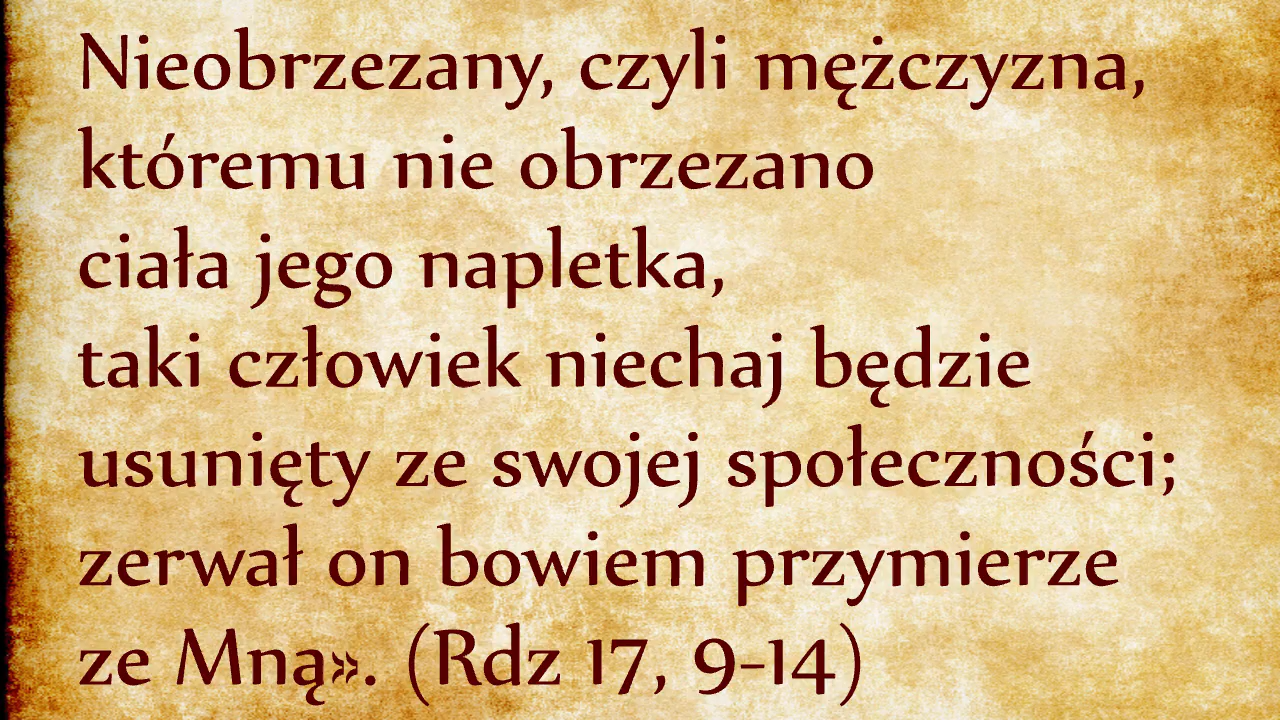 Nieobrzezany, czyli mężczyzna,
któremu nie obrzezano
ciała jego napletka,
taki człowiek niechaj będzie
usunięty ze swojej społeczności;
zerwał on bowiem przymierze
ze Mną». (Rdz 17, 9-14)